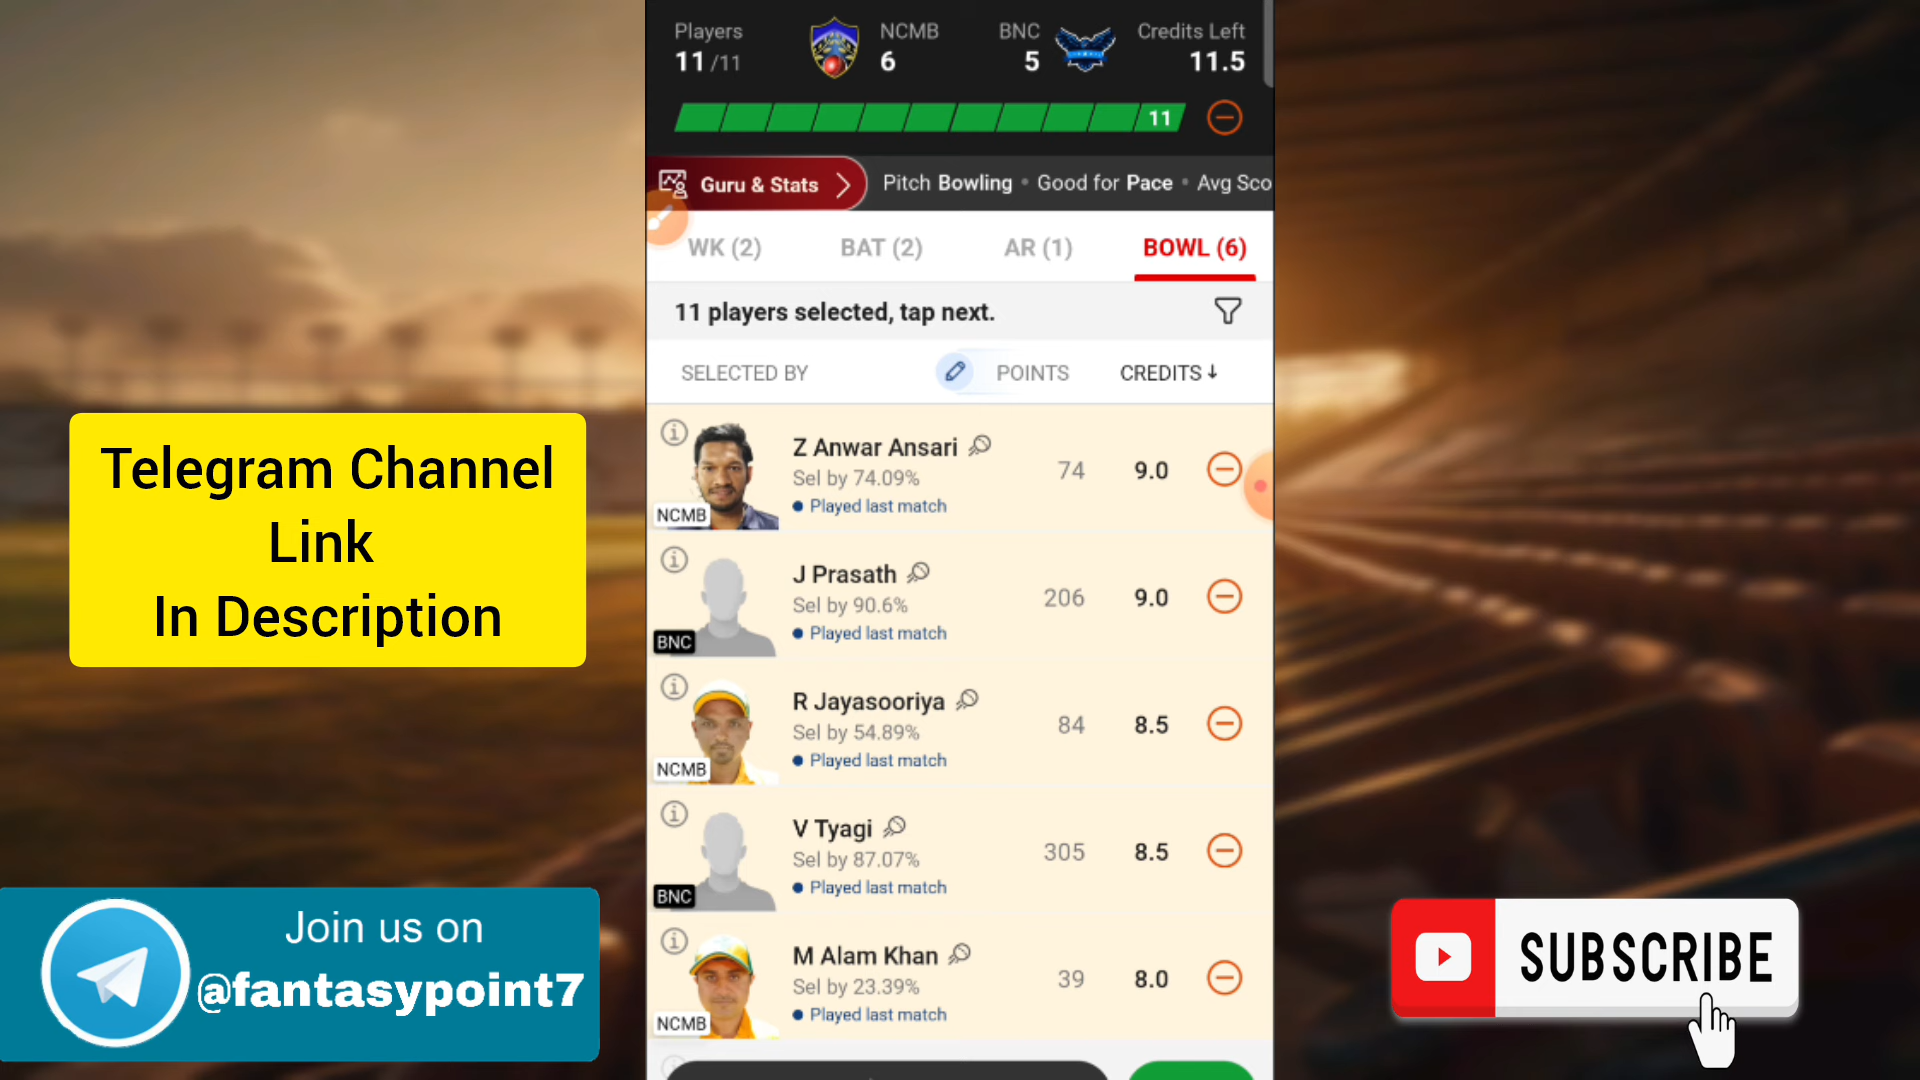 Players
11 /11
NCMB
6
BNC
5
Credits Left
11.5
11
Guru & Stats
Pitch Bowling • Good for Pace • Avg Sco
WK (2)
BAT (2)
AR (1)
BOWL (6)
11 players selected, tap next.
SELECTED BY
POINTS
CREDITS ↓
Z Anwar Ansari
Sel by 74.09%
Played last match
NCMB
74
9.0
J Prasath
Sel by 90.6%
Played last match
BNC
206
9.0
R Jayasooriya
Sel by 54.89%
Played last match
NCMB
84
8.5
V Tyagi
Sel by 87.07%
Played last match
BNC
305
8.5
M Alam Khan
Sel by 23.39%
Played last match
NCMB
39
8.0
Telegram Channel
Link
In Description
Join us on
@fantasypoint7
SUBSCRIBE